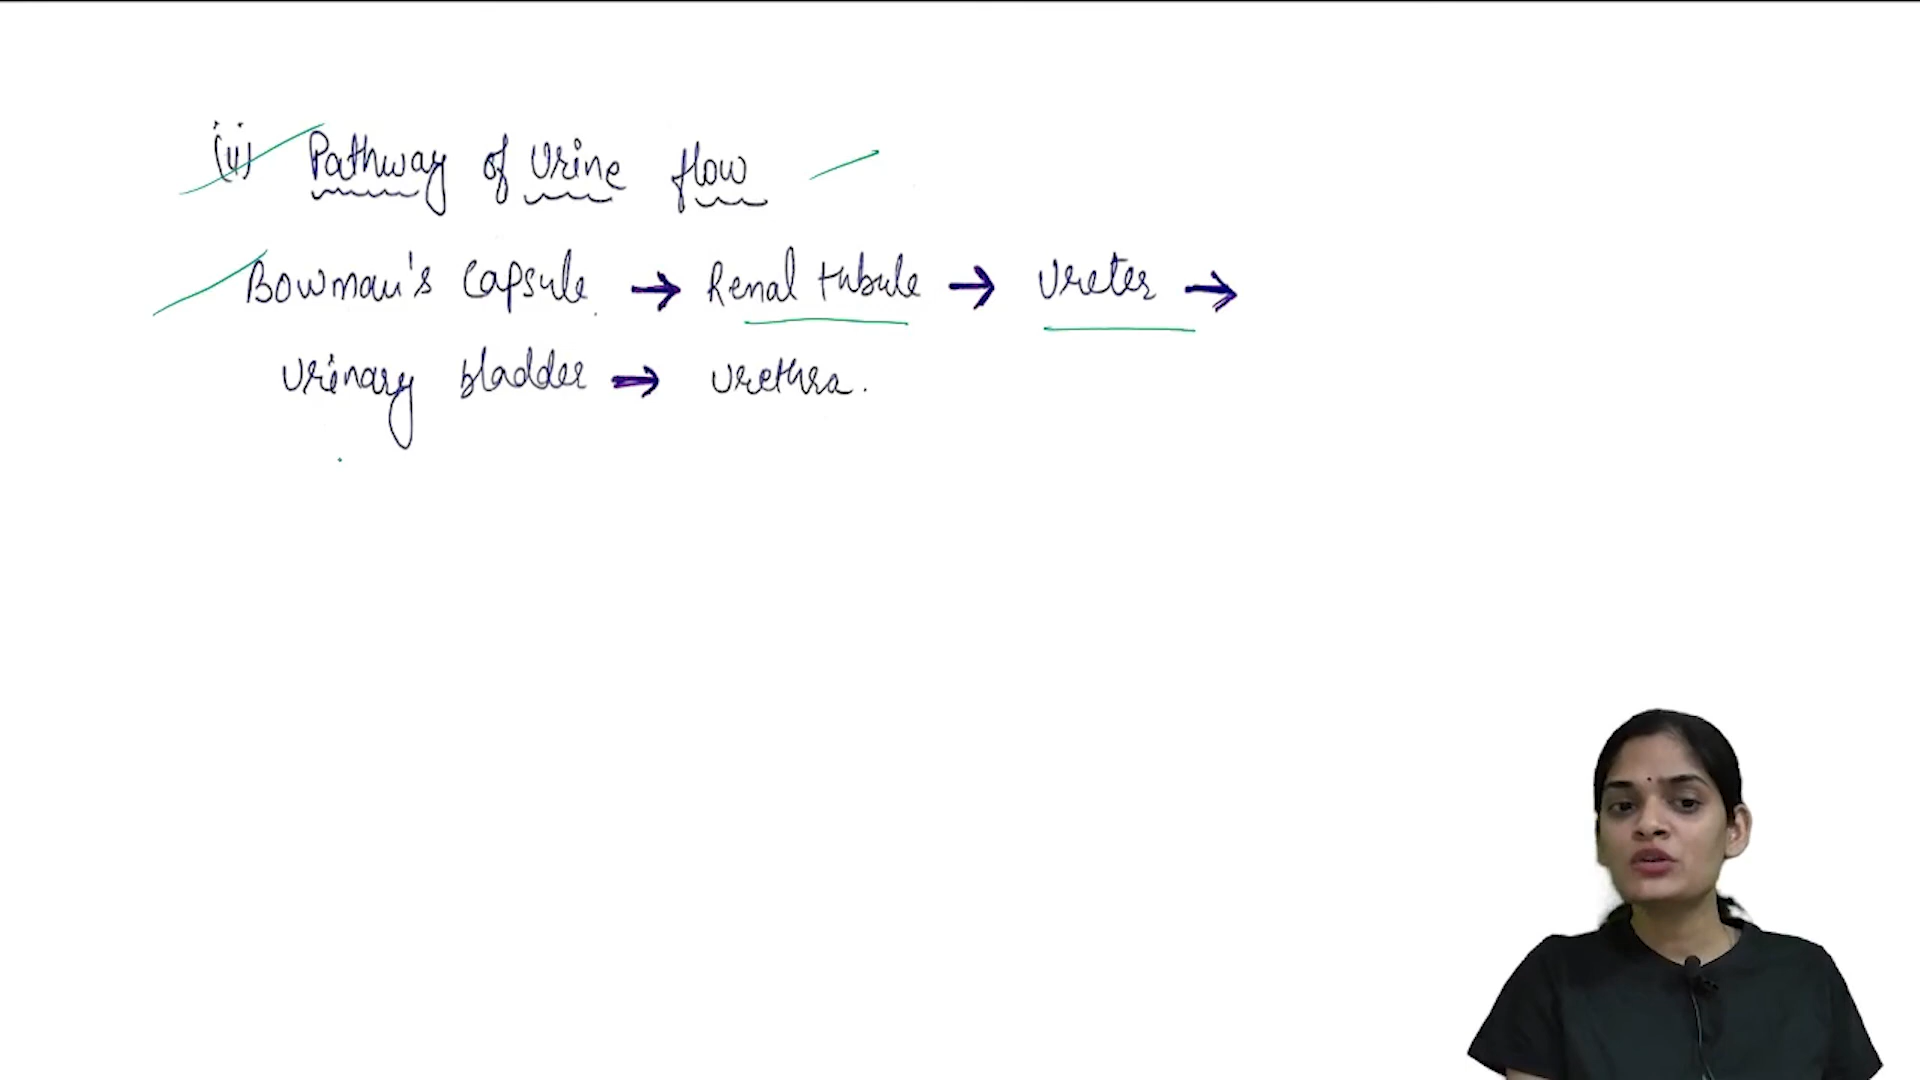 (ii) Pathway of Urine flow
Bowman's Capsule → Renal tubule → Ureter →
Urinary bladder → Urethra.